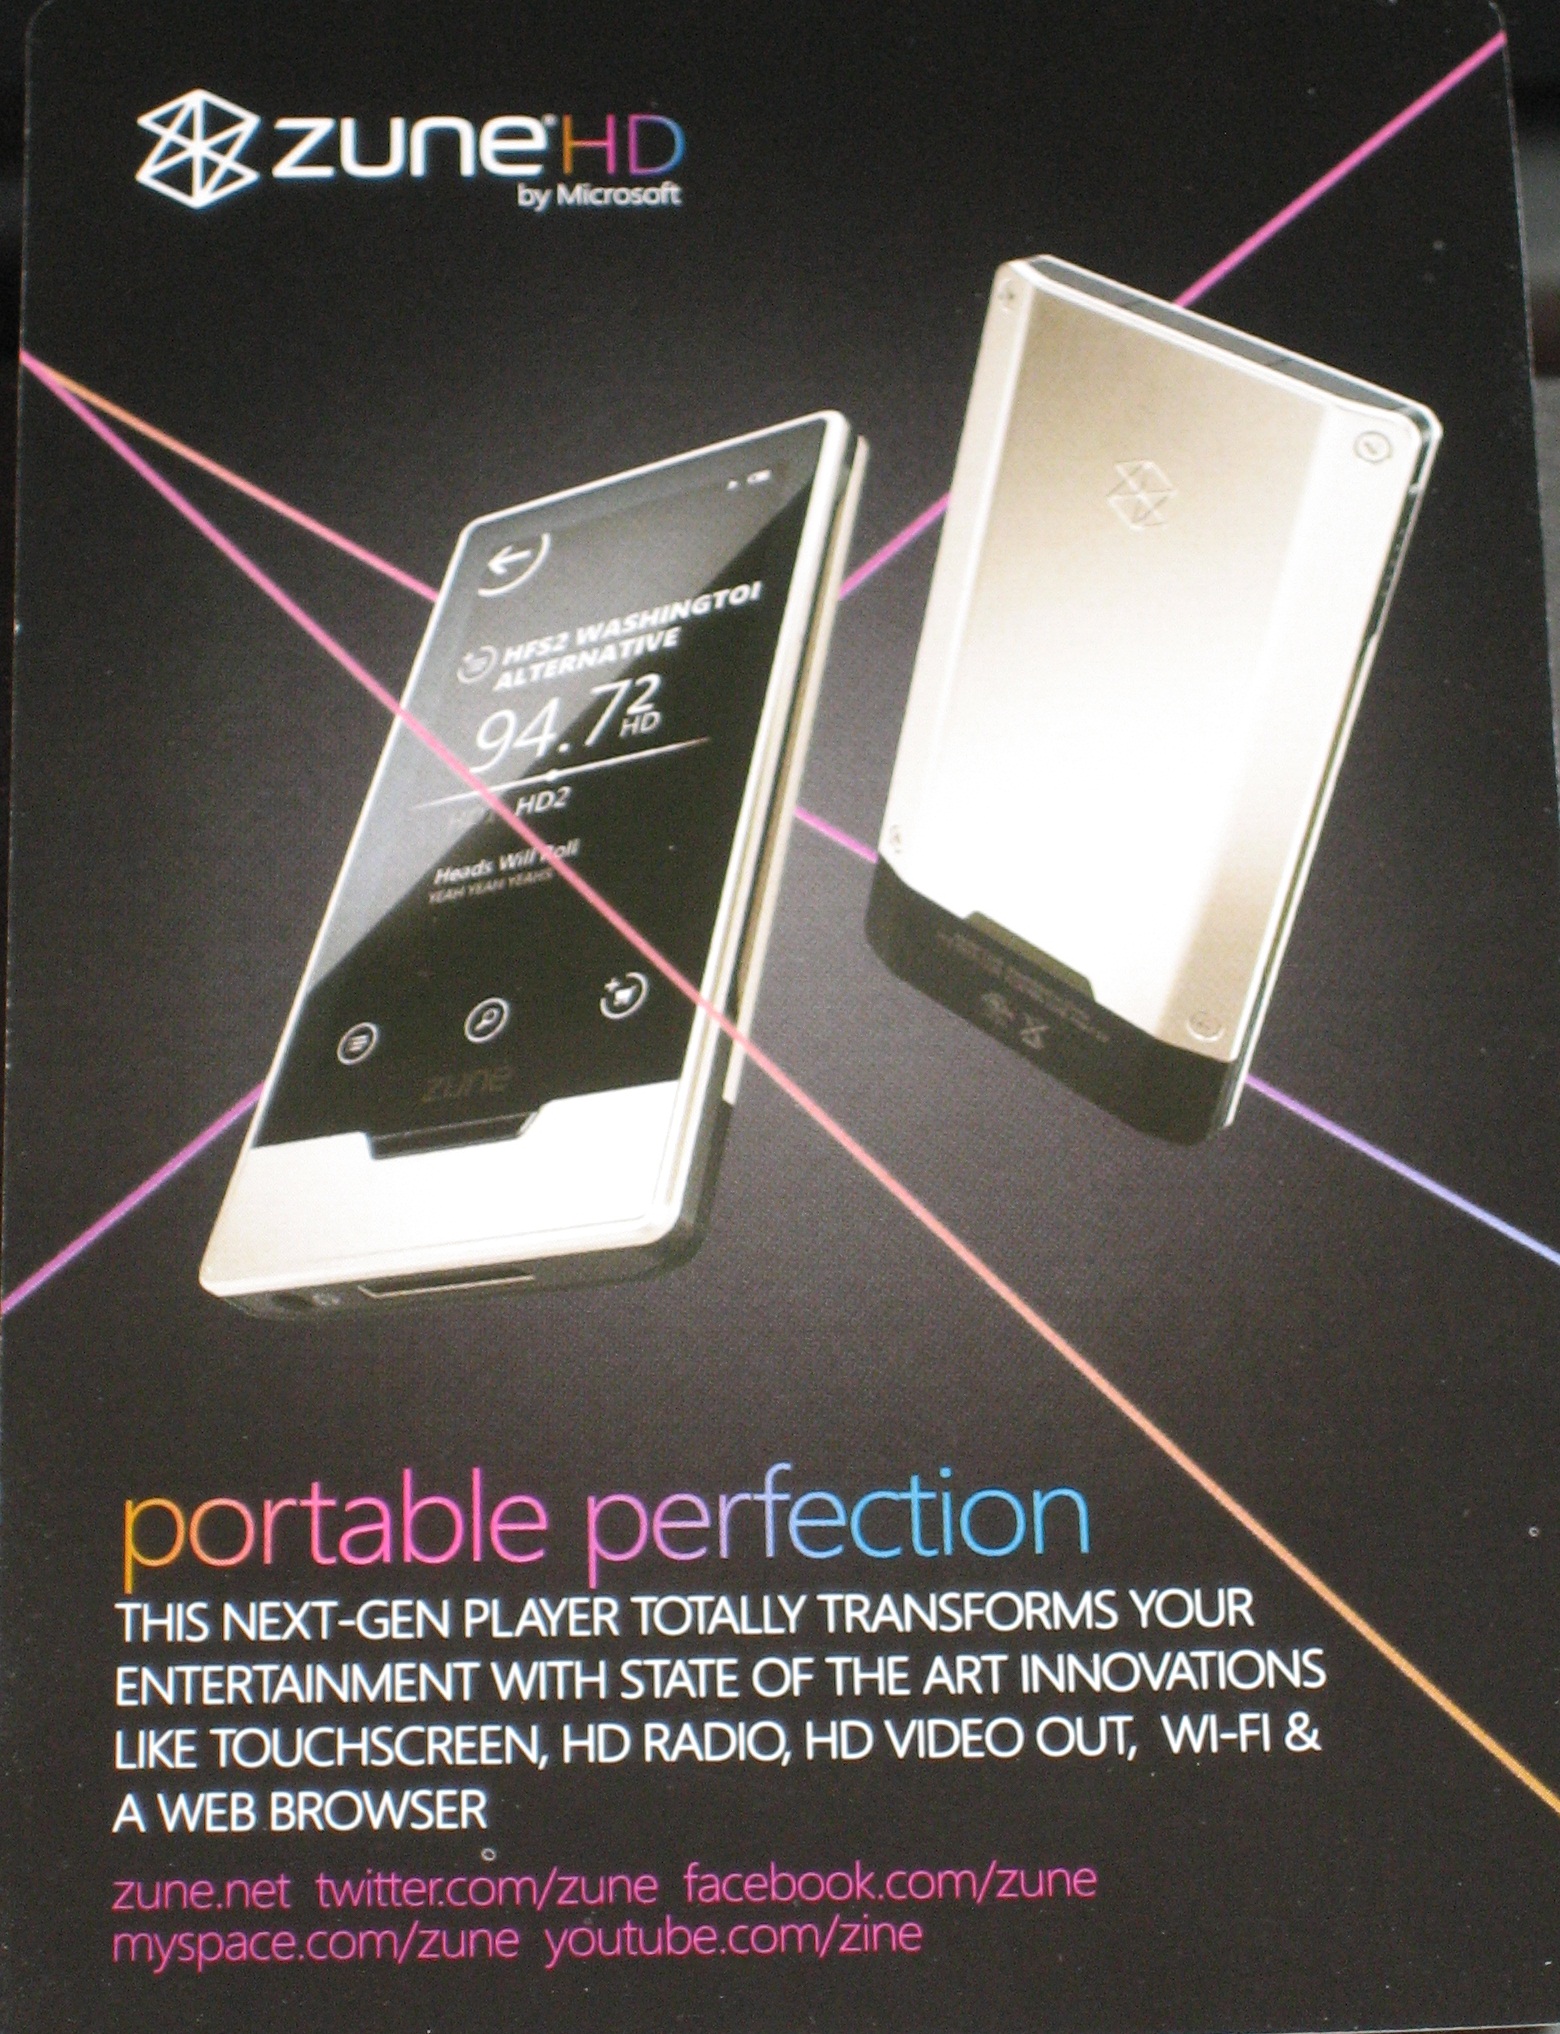 zune® HD
by Microsoft
HFS2 WASHINGTO
ALTERNATIVE
94.7 2
HD
HD1 HD2
Heads Will Roll
YEAH YEAH YEAHS
zune
portable perfection
THIS NEXT-GEN PLAYER TOTALLY TRANSFORMS YOUR
ENTERTAINMENT WITH STATE OF THE ART INNOVATIONS
LIKE TOUCHSCREEN, HD RADIO, HD VIDEO OUT, WI-FI &
A WEB BROWSER
zune.net twitter.com/zune facebook.com/zune
myspace.com/zune youtube.com/zine